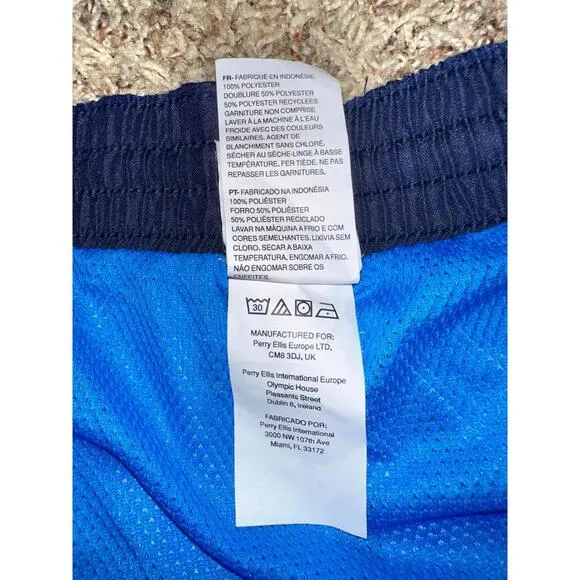 FR- FABRIQUE EN INDONÉSIE
100% POLYESTER
DOUBLURE 50% POLYESTER
50% POLYESTER RECYCLEES
GARNITURE NON COMPRISE
LAVER À LA MACHINE À L'EAU
FROIDE AVEC DES COULEURS
SIMILAIRES. AGENT DE
BLANCHIMENT SANS CHLORÉ.
SÉCHER AU SÈCHE-LINGE À BASSE
TEMPÉRATURE. FER TIÈDE. NE PAS
REPASSER LES GARNITURES.
PT- FABRICADO NA INDONÉSIA
100% POLIÉSTER
FORRO 50% POLIÉSTER
50% POLIÉSTER RECICLADO
LAVAR NA MÁQUINA A FRIO E COM
CORES SEMELHANTES. LIXÍVIA SEM
CLORO. SECAR A BAIXA
TEMPERATURA. ENGOMAR A FRIO.
NÃO ENGOMAR SOBRE OS
ENFEITES
30
MANUFACTURED FOR:
Perry Ellis Europe LTD,
CM8 3DJ, UK
Perry Ellis International Europe
Olympic House
Pleasants Street
Dublin 8, Ireland
FABRICADO POR:
Perry Ellis International
3000 NW 107th Ave
Miami, FL 33172